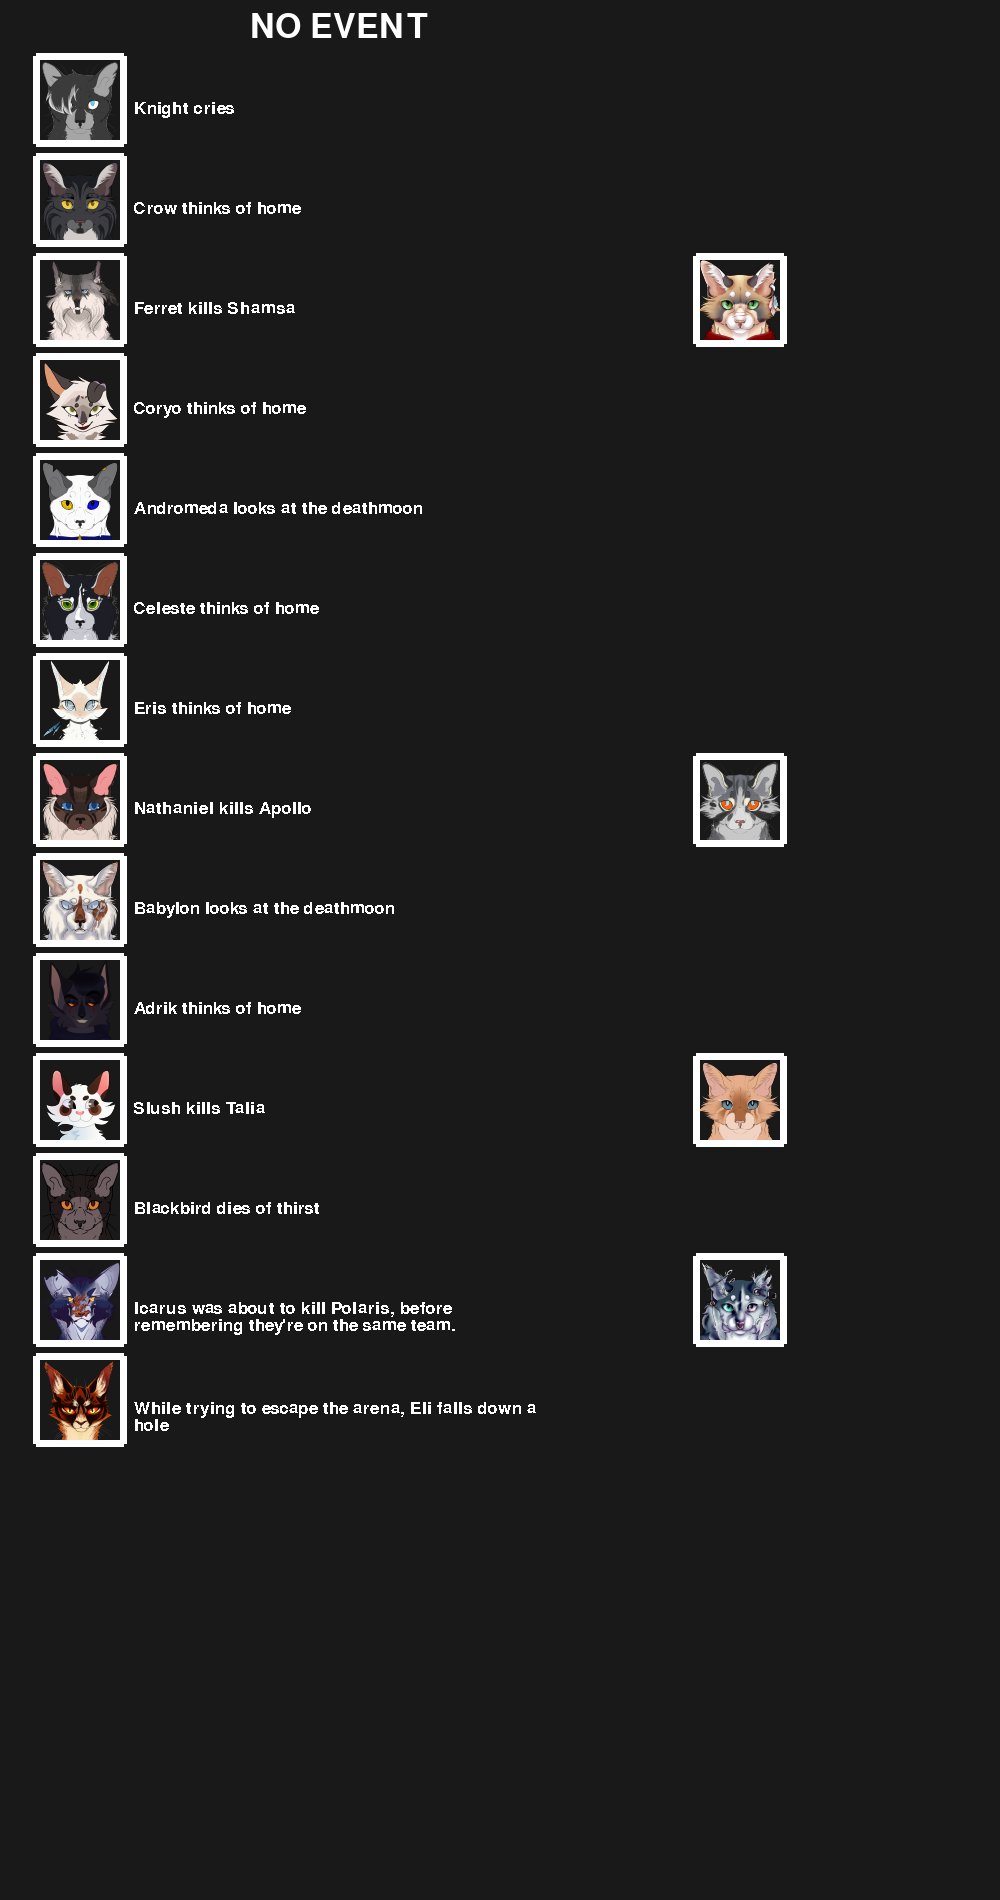 NO EVENT
Knight cries
Crow thinks of home
Ferret kills Shamsa
Coryo thinks of home
Andromeda looks at the deathmoon
Celeste thinks of home
Eris thinks of home
Nathaniel kills Apollo
Babylon looks at the deathmoon
Adrik thinks of home
Slush kills Talia
Blackbird dies of thirst
Icarus was about to kill Polaris, before
remembering they're on the same team.
While trying to escape the arena, Eli falls down a
hole